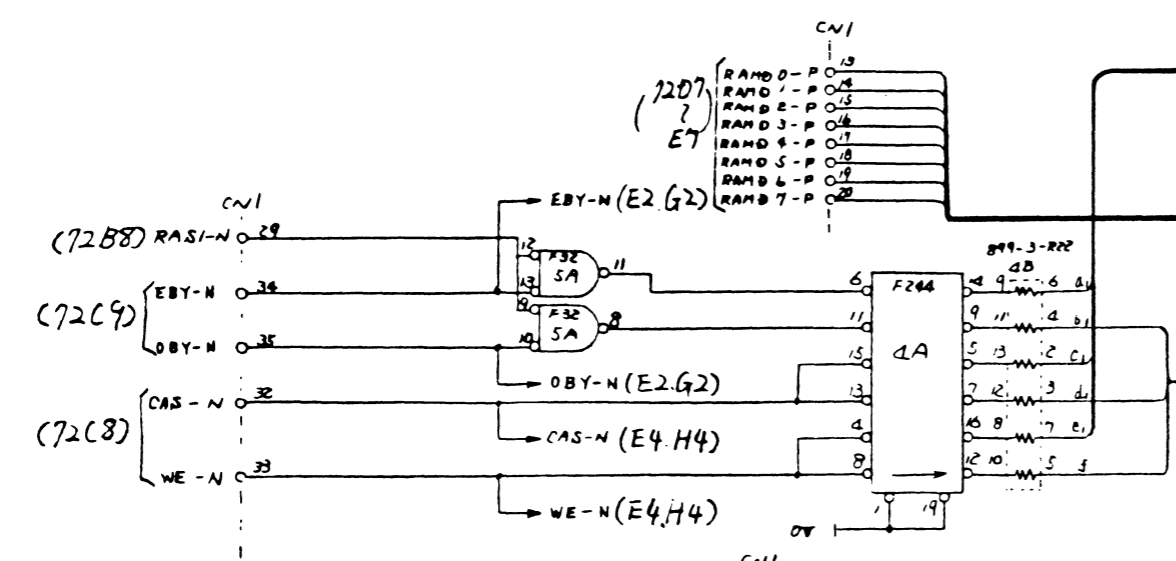 CN1
RAMD 0 - P 13
RAMD 1 - P 14
RAMD 2 - P 15
RAMD 3 - P 16
RAMD 4 - P 17
RAMD 5 - P 18
RAMD 6 - P 19
RAMD 7 - P 20
(72D7
~
E7)
EBY-N (E2.G2)
CN1
(72B8) RAS1-N 29
(72C9)
EBY-N 34
OBY-N 35
12
13
F32
5A
11
9
10
F32
5A
8
OBY-N (E2.G2)
(72C8)
CAS - N 32
WE - N 33
CAS-N (E4.H4)
WE-N (E4.H4)
899-3-R22
4B
F244
4A
6
11
15
13
4
8
9 6 a1
9 11 4 b1
5 13 2 c1
7 12 3 d1
8 7 e1
12 10 5
1 19
0V